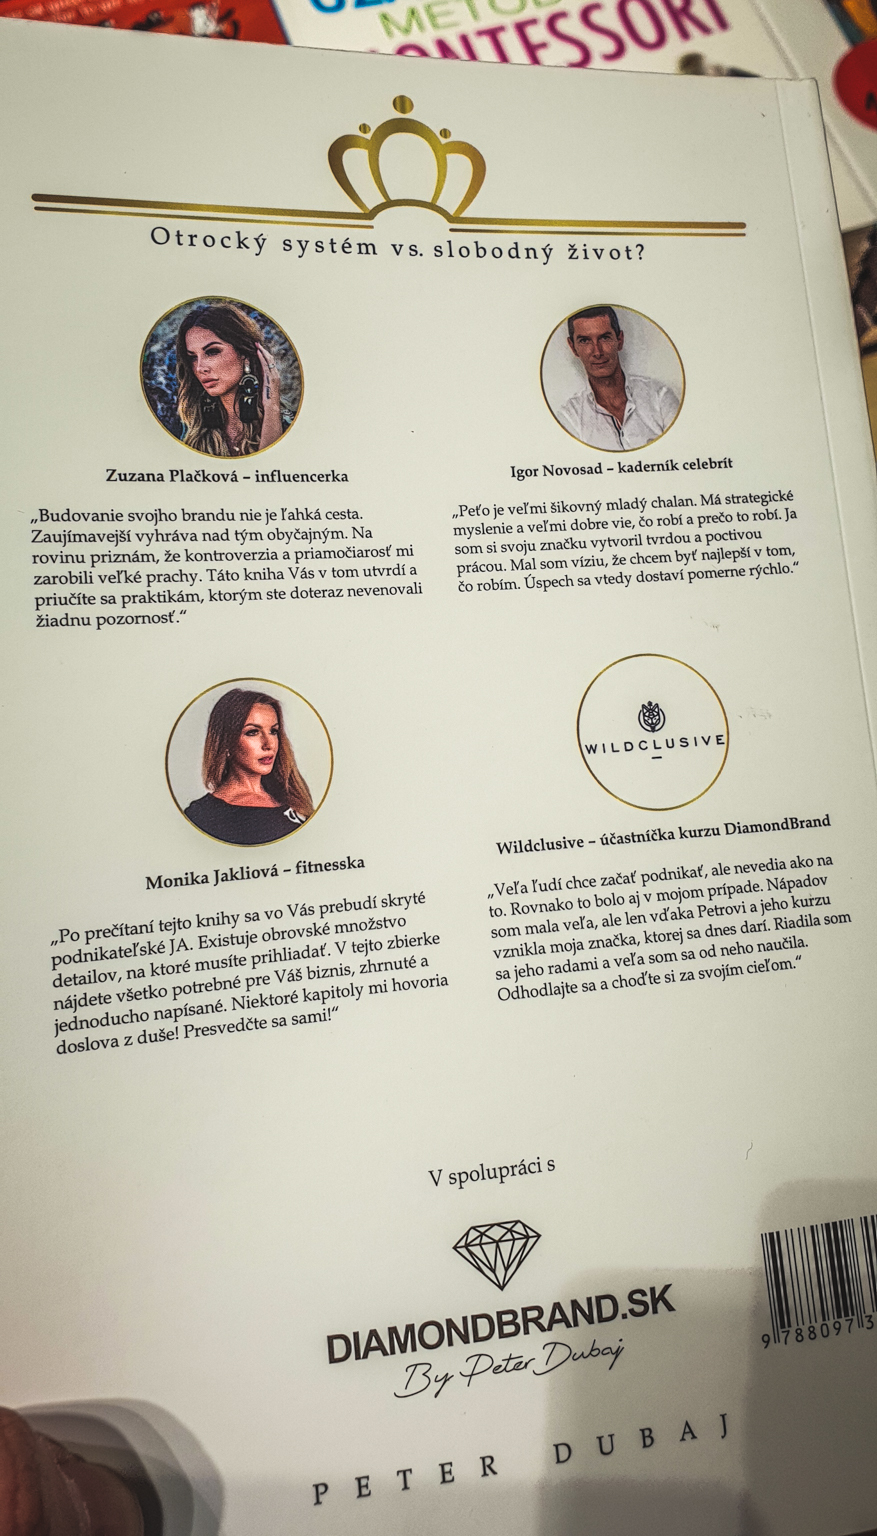 METOD
MONTESSORI
Otrocký systém vs. slobodný život?
Zuzana Plačková – influencerka
„Budovanie svojho brandu nie je ľahká cesta.
Zaujímavejší vyhráva nad tým obyčajným. Na
rovinu priznám, že kontroverzia a priamočiarosť mi
zarobili veľké prachy. Táto kniha Vás v tom utvrdí a
priučíte sa praktikám, ktorým ste doteraz nevenovali
žiadnu pozornosť.“
Igor Novosad – kaderník celebrít
„Peťo je veľmi šikovný mladý chalan. Má strategické
myslenie a veľmi dobre vie, čo robí a prečo to robí. Ja
som si svoju značku vytvoril tvrdou a poctivou
prácou. Mal som víziu, že chcem byť najlepší v tom,
čo robím. Úspech sa vtedy dostaví pomerne rýchlo.“
Monika Jakliová – fitnesska
„Po prečítaní tejto knihy sa vo Vás prebudí skryté
podnikateľské JA. Existuje obrovské množstvo
detailov, na ktoré musíte prihliadať. V tejto zbierke
nájdete všetko potrebné pre Váš biznis, zhrnuté a
jednoducho napísané. Niektoré kapitoly mi hovoria
doslova z duše! Presvedčte sa sami!“
WILDCLUSIVE
Wildclusive – účastníčka kurzu DiamondBrand
„Veľa ľudí chce začať podnikať, ale nevedia ako na
to. Rovnako to bolo aj v mojom prípade. Nápadov
som mala veľa, ale len vďaka Petrovi a jeho kurzu
vznikla moja značka, ktorej sa dnes darí. Riadila som
sa jeho radami a veľa som sa od neho naučila.
Odhodlajte sa a choďte si za svojím cieľom.“
V spolupráci s
DIAMONDBRAND.SK
By Peter Dubaj
9 788097 3
PETER DUBAJ